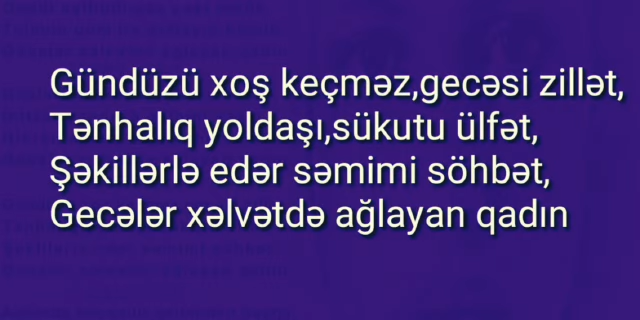 Gündüzü xoş keçməz,gecəsi zillət,
Tənhalıq yoldaşı,sükutu ülfət,
Şəkillərlə edər səmimi söhbət,
Gecələr xəlvətdə ağlayan qadın